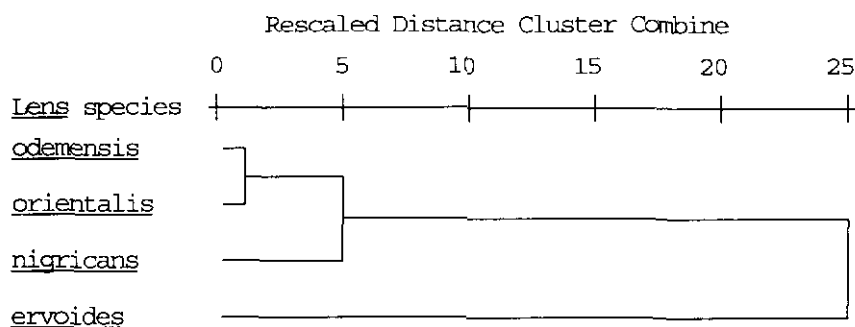 Rescaled Distance Cluster Combine
0 5 10 15 20 25
Lens species
odemensis
orientalis
nigricans
ervoides